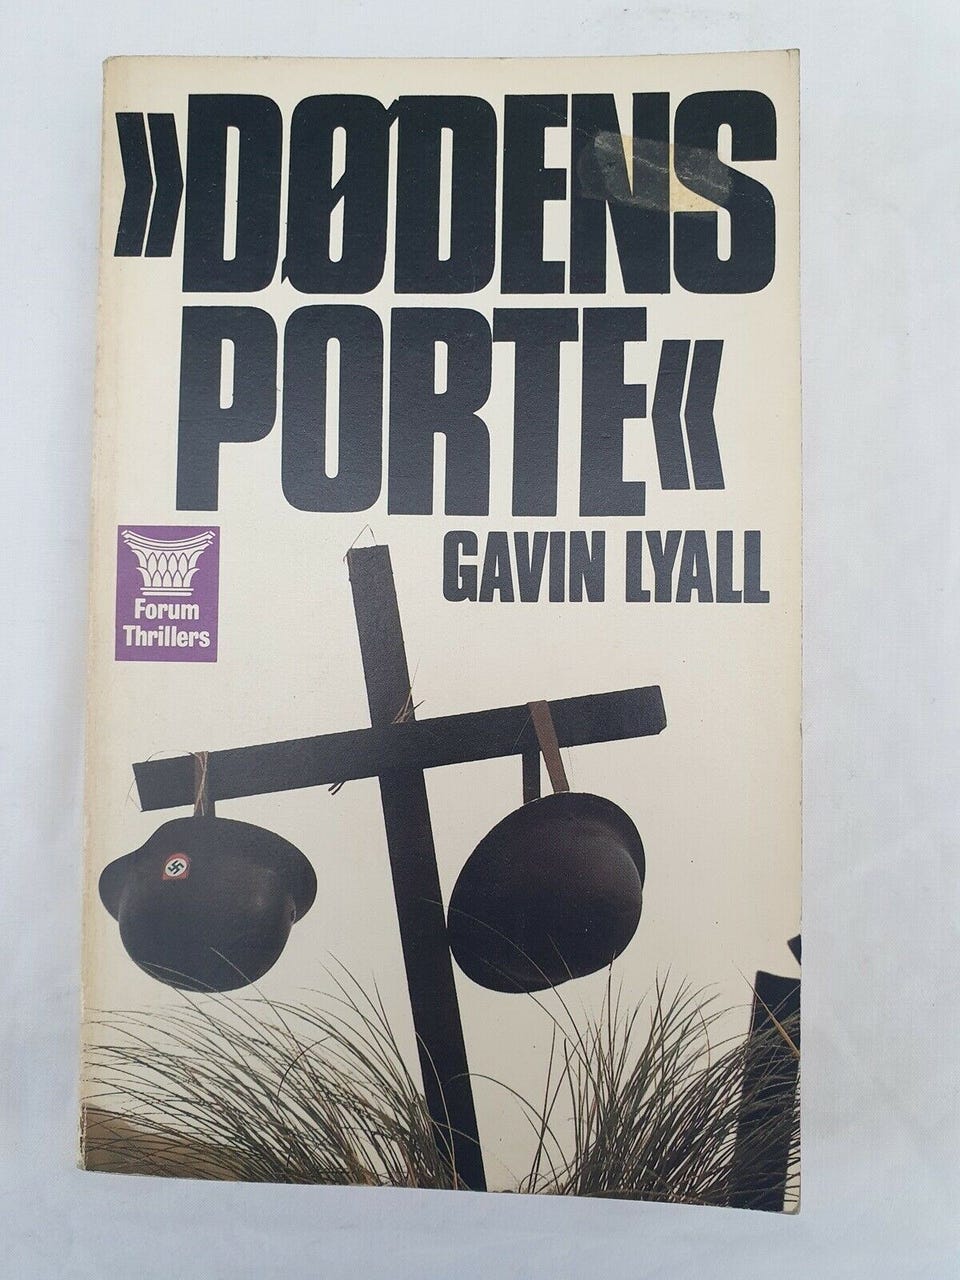 »DØDENS
PORTE«
GAVIN LYALL
Forum
Thrillers